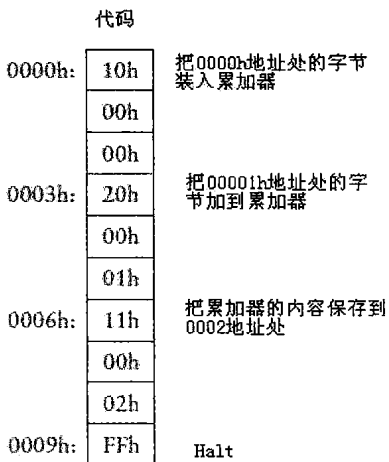 代码
0000h: 10h 把0000h地址处的字节
装入累加器
00h
00h
0003h: 20h 把00001h地址处的字
节加到累加器
00h
01h
0006h: 11h 把累加器的内容保存到
0002地址处
00h
02h
0009h: FFh Halt